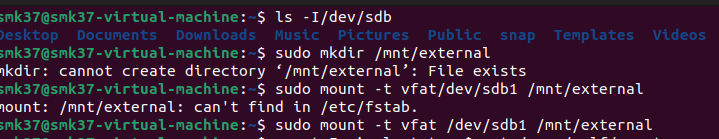 smk37@smk37-virtual-machine:~$ ls -I/dev/sdb
Desktop Documents Downloads Music Pictures Public snap Templates Videos
smk37@smk37-virtual-machine:~$ sudo mkdir /mnt/external
mkdir: cannot create directory ‘/mnt/external’: File exists
smk37@smk37-virtual-machine:~$ sudo mount -t vfat/dev/sdb1 /mnt/external
mount: /mnt/external: can't find in /etc/fstab.
smk37@smk37-virtual-machine:~$ sudo mount -t vfat /dev/sdb1 /mnt/external